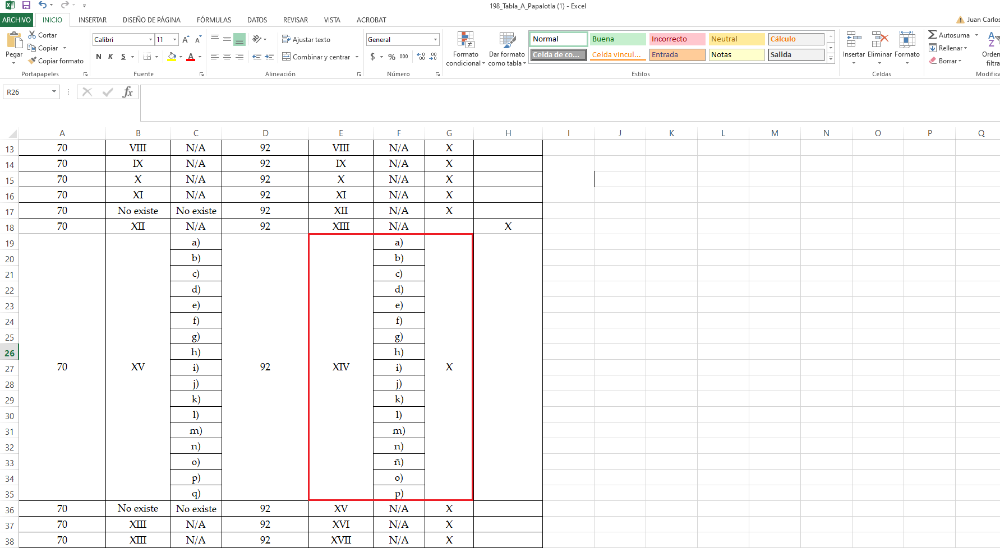 198_Tabla_A_Papalotla (1) - Excel
ARCHIVO INICIO INSERTAR DISEÑO DE PÁGINA FÓRMULAS DATOS REVISAR VISTA ACROBAT Juan Carlos
Pegar
Cortar
Copiar
Copiar formato
Portapapeles
Calibri 11
N K S
Fuente
Ajustar texto
Combinar y centrar
Alineación
General
$ % 000
Número
Formato condicional
Dar formato como tabla
Normal Buena Incorrecto Neutral Cálculo
Celda de co... Celda vincul... Entrada Notas Salida
Estilos
Insertar Eliminar Formato
Celdas
Autosuma
Rellenar
Borrar
Orden
filtra
Modifica
R26
fx
A B C D E F G H I J K L M N O P Q
13 70 VIII N/A 92 VIII N/A X
14 70 IX N/A 92 IX N/A X
15 70 X N/A 92 X N/A X
16 70 XI N/A 92 XI N/A X
17 70 No existe No existe 92 XII N/A X
18 70 XII N/A 92 XIII N/A X
19 a) a)
20 b) b)
21 c) c)
22 d) d)
23 e) e)
24 f) f)
25 g) g)
26 h) h)
27 70 XV i) 92 XIV i) X
28 j) j)
29 k) k)
30 l) l)
31 m) m)
32 n) n)
33 o) ñ)
34 p) o)
35 q) p)
36 70 No existe No existe 92 XV N/A X
37 70 XIII N/A 92 XVI N/A X
38 70 XIII N/A 92 XVII N/A X